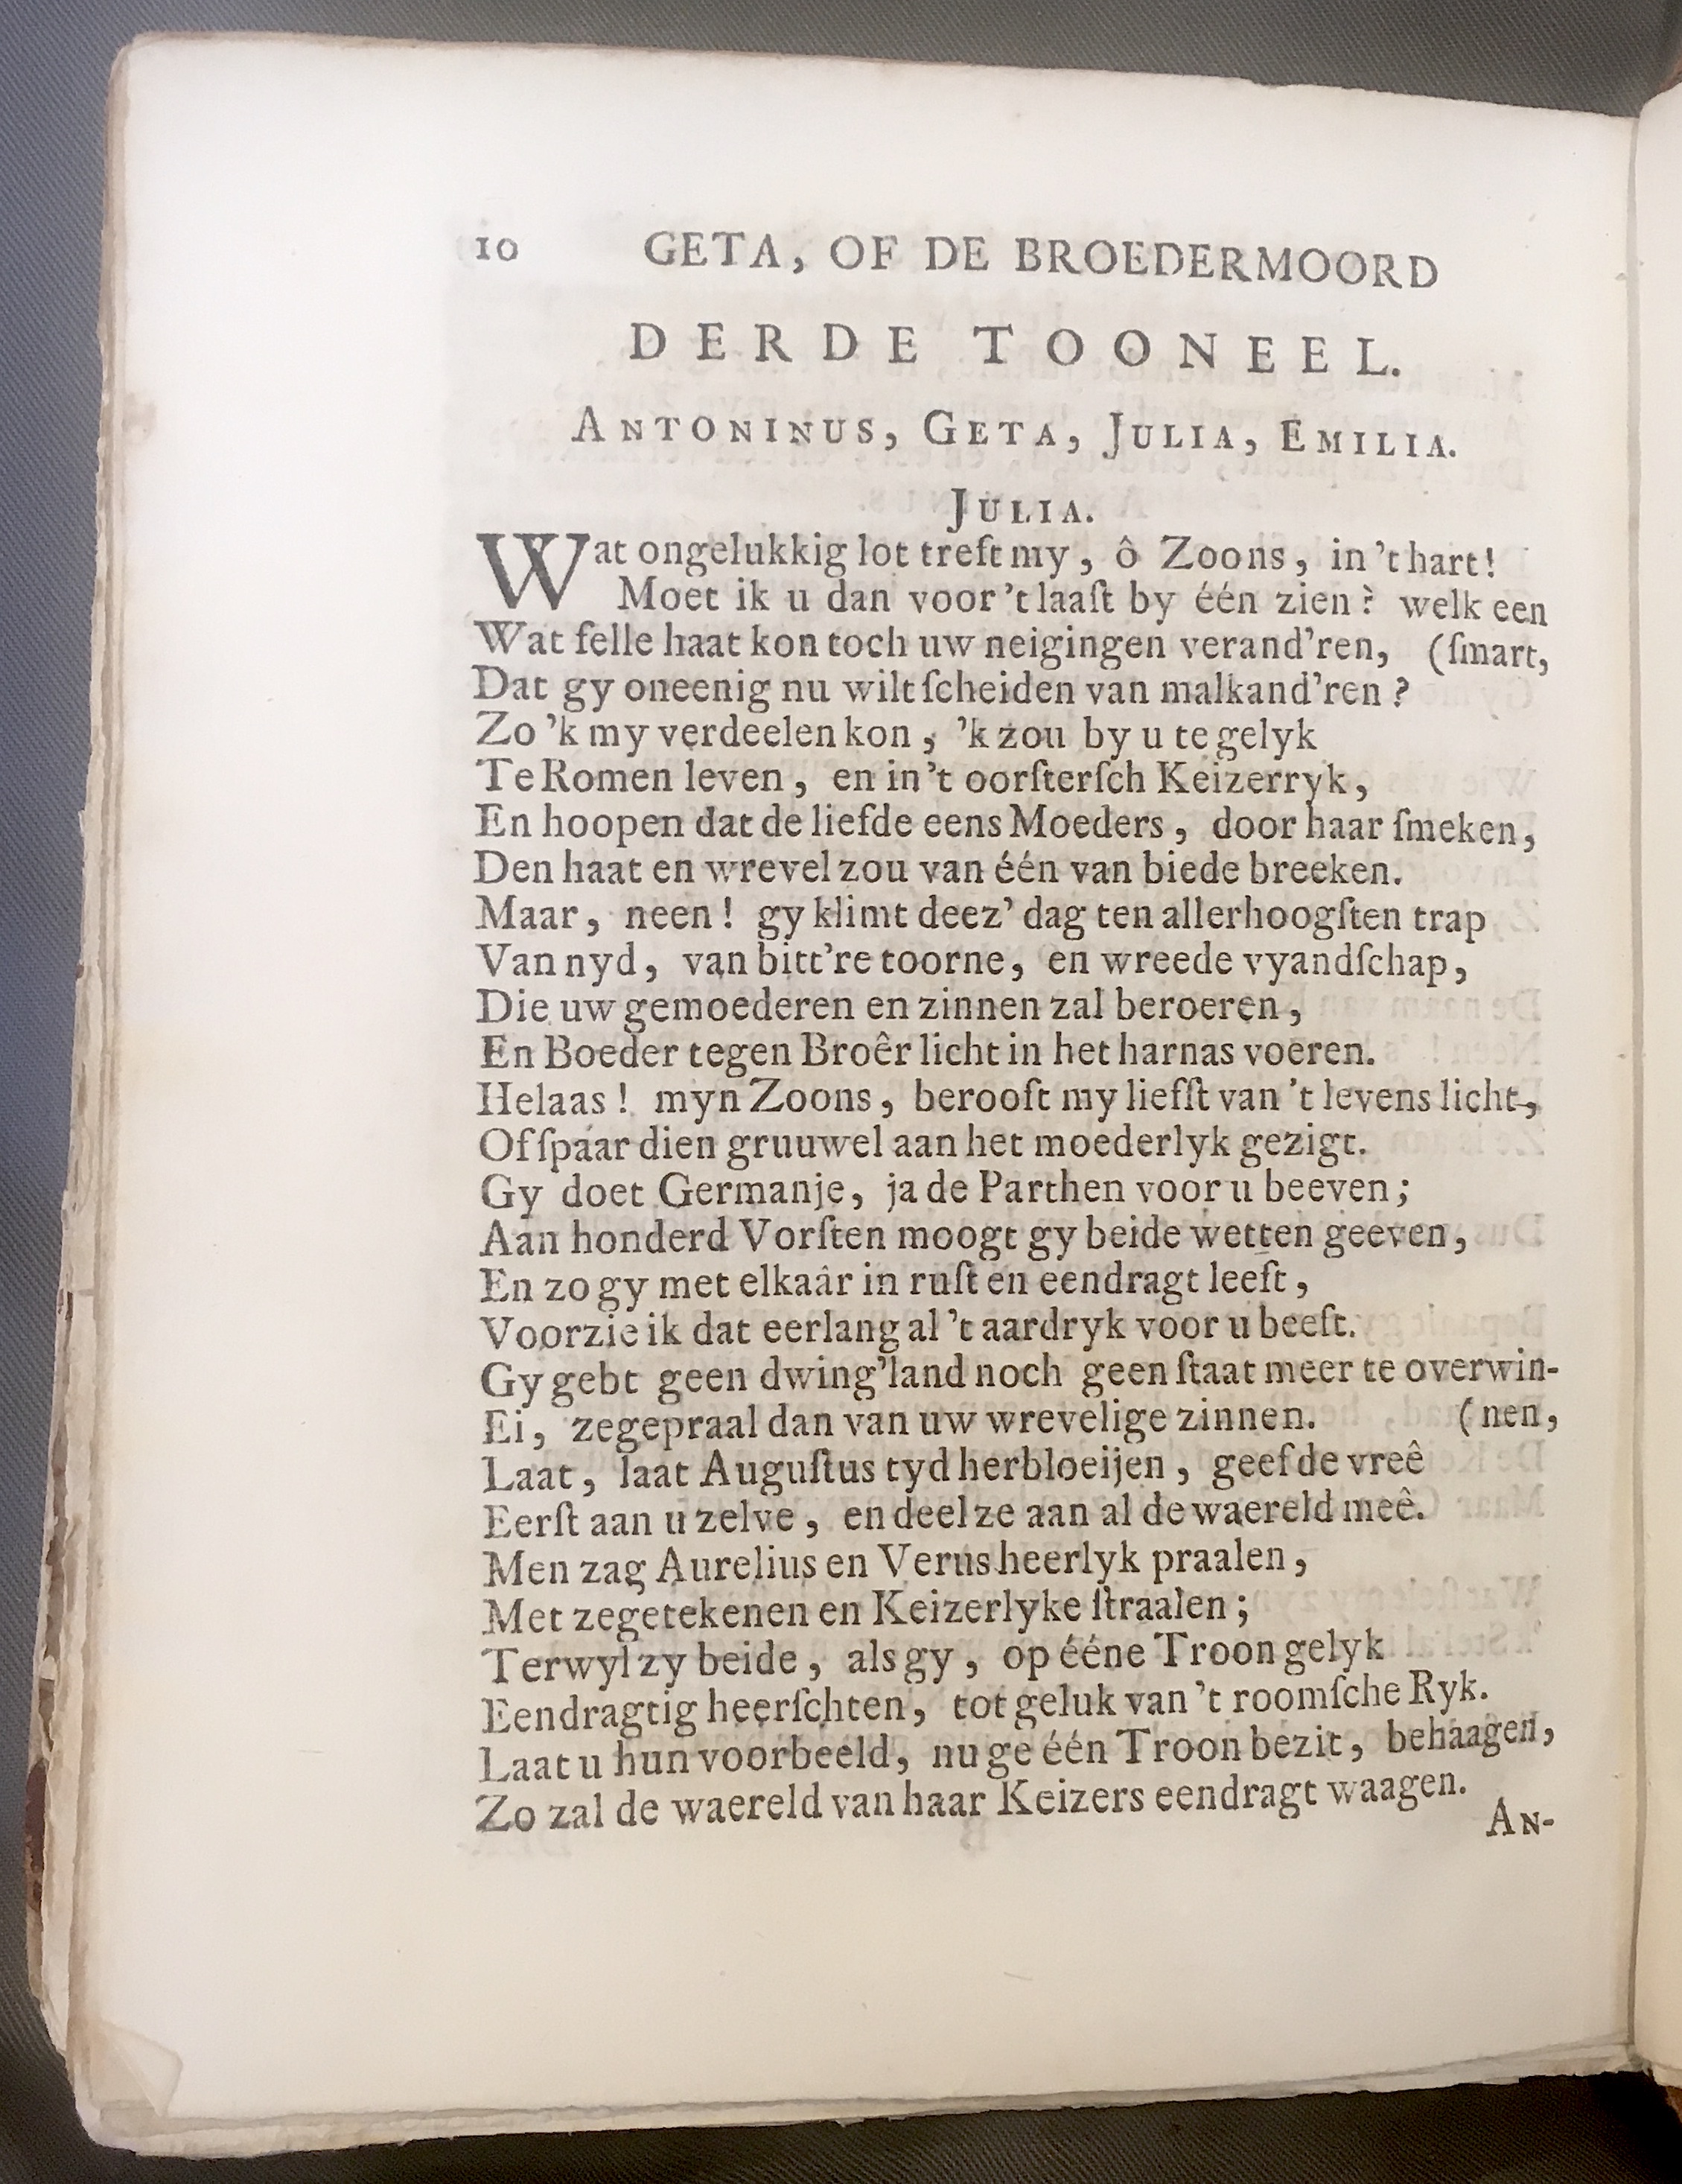 10 GETA, OF DE BROEDERMOORD
DERDE TOONEEL.
ANTONINUS, GETA, JULIA, EMILIA.
JULIA.
Wat ongelukkig lot treft my, ô Zoons, in 't hart!
Moet ik u dan voor 't laaſt by één zien? welk een
Wat felle haat kon toch uw neigingen verand'ren, (ſmart,
Dat gy oneenig nu wilt ſcheiden van malkand'ren?
Zo 'k my verdeelen kon, 'k zou by u te gelyk
Te Romen leven, en in 't oorſterſch Keizerryk,
En hoopen dat de liefde eens Moeders, door haar ſmeken,
Den haat en wrevel zou van één van biede breeken.
Maar, neen! gy klimt deez' dag ten allerhoogſten trap
Van nyd, van bitt're toorne, en wreede vyandſchap,
Die uw gemoederen en zinnen zal beroeren,
En Boeder tegen Broêr licht in het harnas voeren.
Helaas! myn Zoons, berooft my liefſt van 't levens licht,
Of ſpaar dien gruuwel aan het moederlyk gezigt.
Gy doet Germanje, ja de Parthen voor u beeven;
Aan honderd Vorſten moogt gy beide wetten geeven,
En zo gy met elkaâr in ruſt en eendragt leeft,
Voorzie ik dat eerlang al 't aardryk voor u beeft.
Gy gebt geen dwing'land noch geen ſtaat meer te overwin-
Ei, zegepraal dan van uw wrevelige zinnen. (nen,
Laat, laat Auguſtus tyd herbloeijen, geef de vreê
Eerſt aan u zelve, en deel ze aan al de waereld meê.
Men zag Aurelius en Verus heerlyk praalen,
Met zegetekenen en Keizerlyke ſtraalen;
Terwyl zy beide, als gy, op ééne Troon gelyk
Eendragtig heerſchten, tot geluk van 't roomſche Ryk.
Laat u hun voorbeeld, nu ge één Troon bezit, behaagen,
Zo zal de waereld van haar Keizers eendragt waagen.
AN-